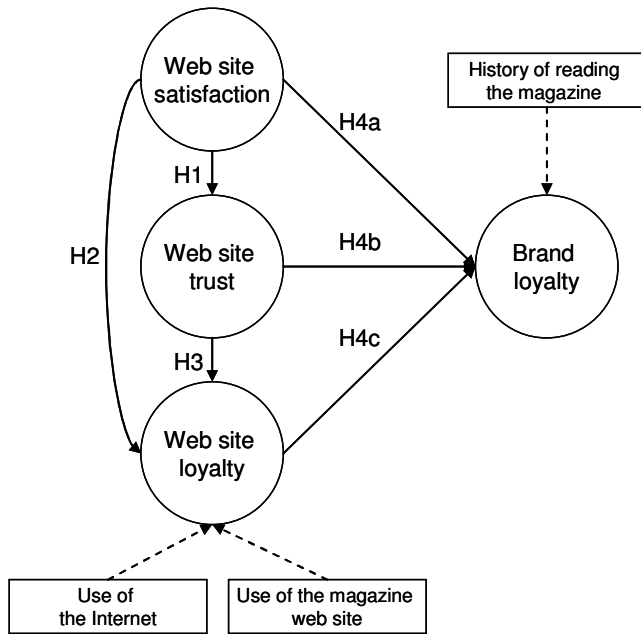 Web site
satisfaction
History of reading
the magazine
H4a
H1
H2
Web site
trust
H4b
Brand
loyalty
H3
H4c
Web site
loyalty
Use of
the Internet
Use of the magazine
web site